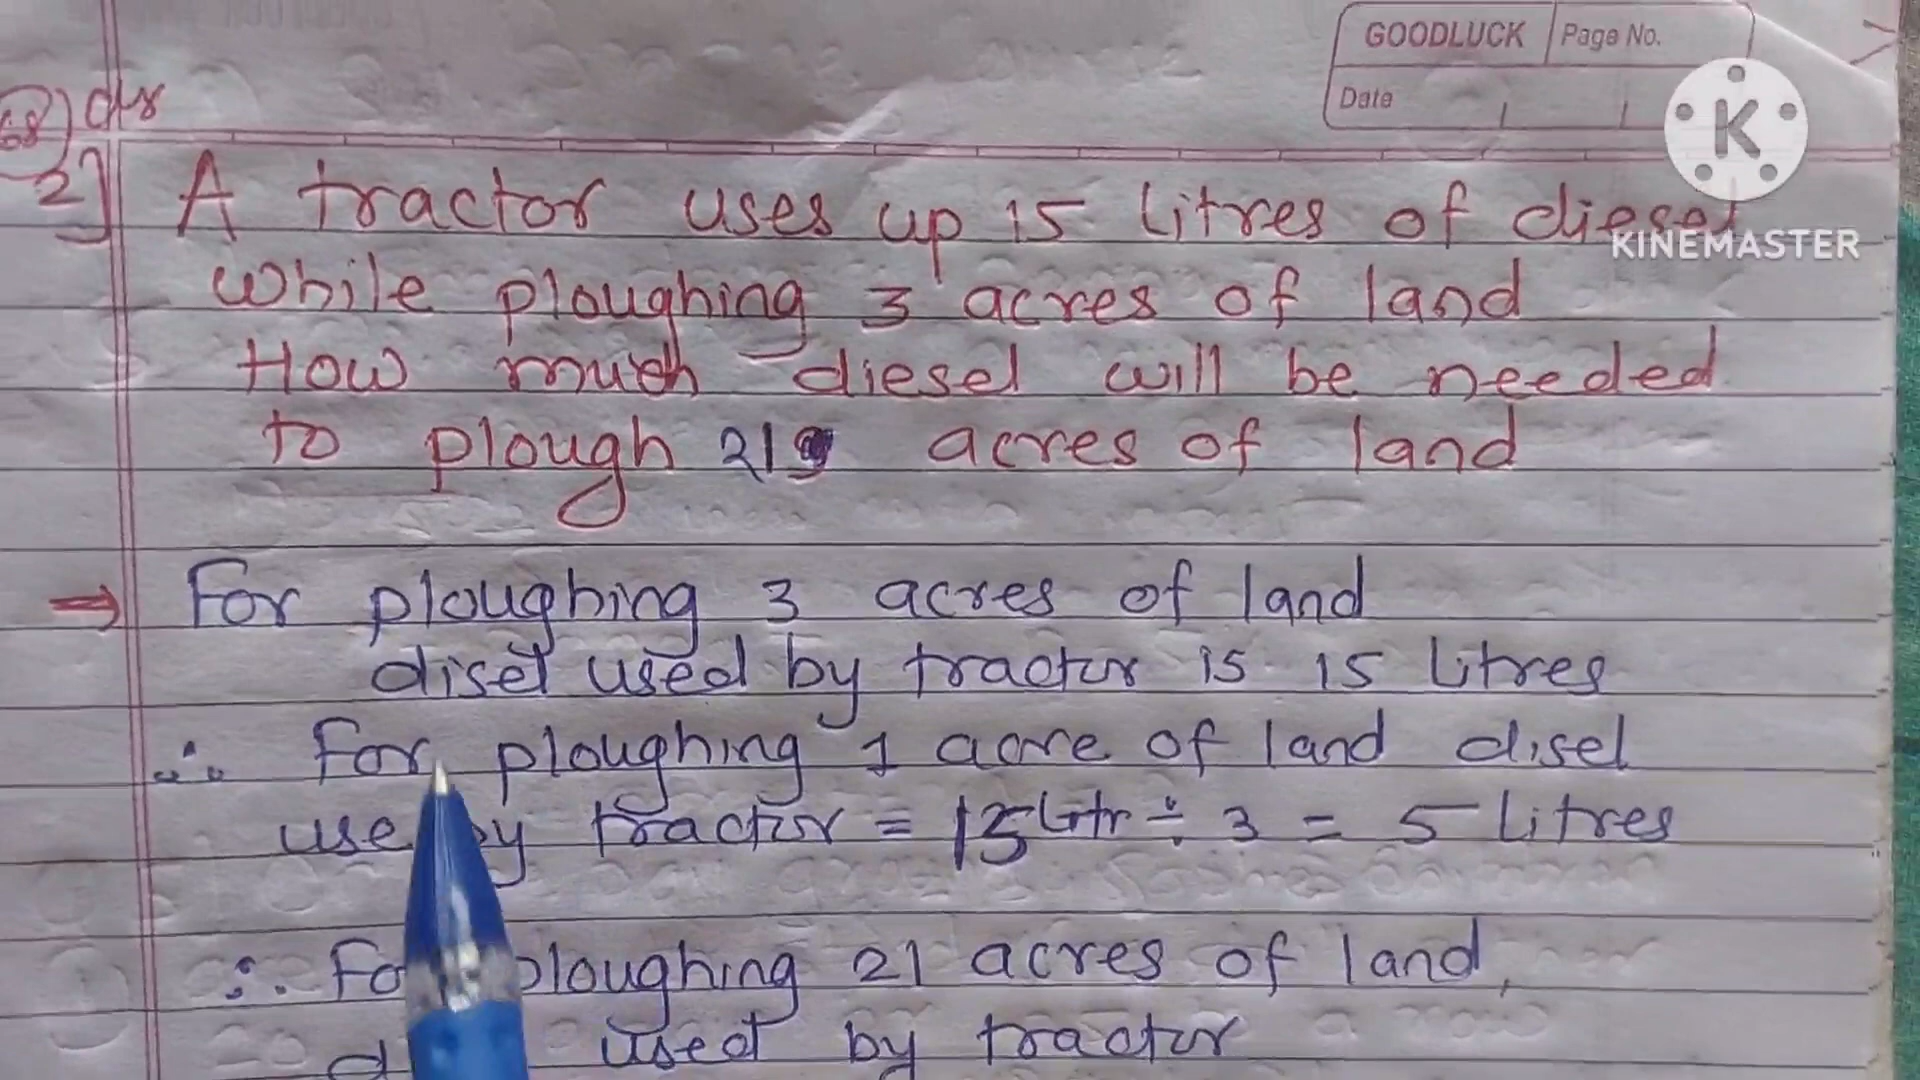 GOODLUCK Page No.
Date
KINEMASTER
68)
2] A tractor uses up 15 litres of diesel
while ploughing 3 acres of land
How much diesel will be needed
to plough 21 acres of land
⇒ For ploughing 3 acres of land
disel used by tractor is 15 litres
∴ For ploughing 1 acre of land disel
use by tractor = 15 litr ÷ 3 = 5 litres
∴ Fo ploughing 21 acres of land,
d used by tractor